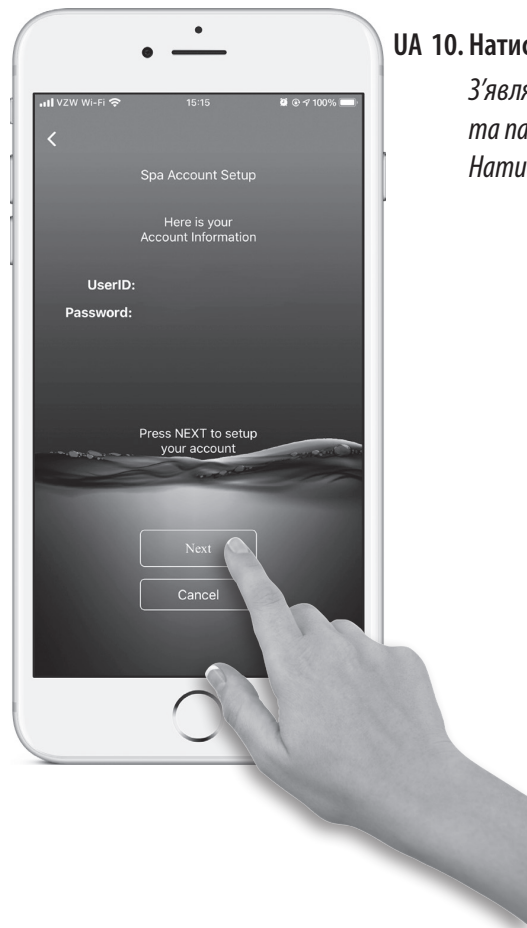 UA 10. Натис
З’явля
та па
Нати
VZW Wi-Fi 15:15 100%
Spa Account Setup
Here is your
Account Information
UserID:
Password:
Press NEXT to setup
your account
Next
Cancel